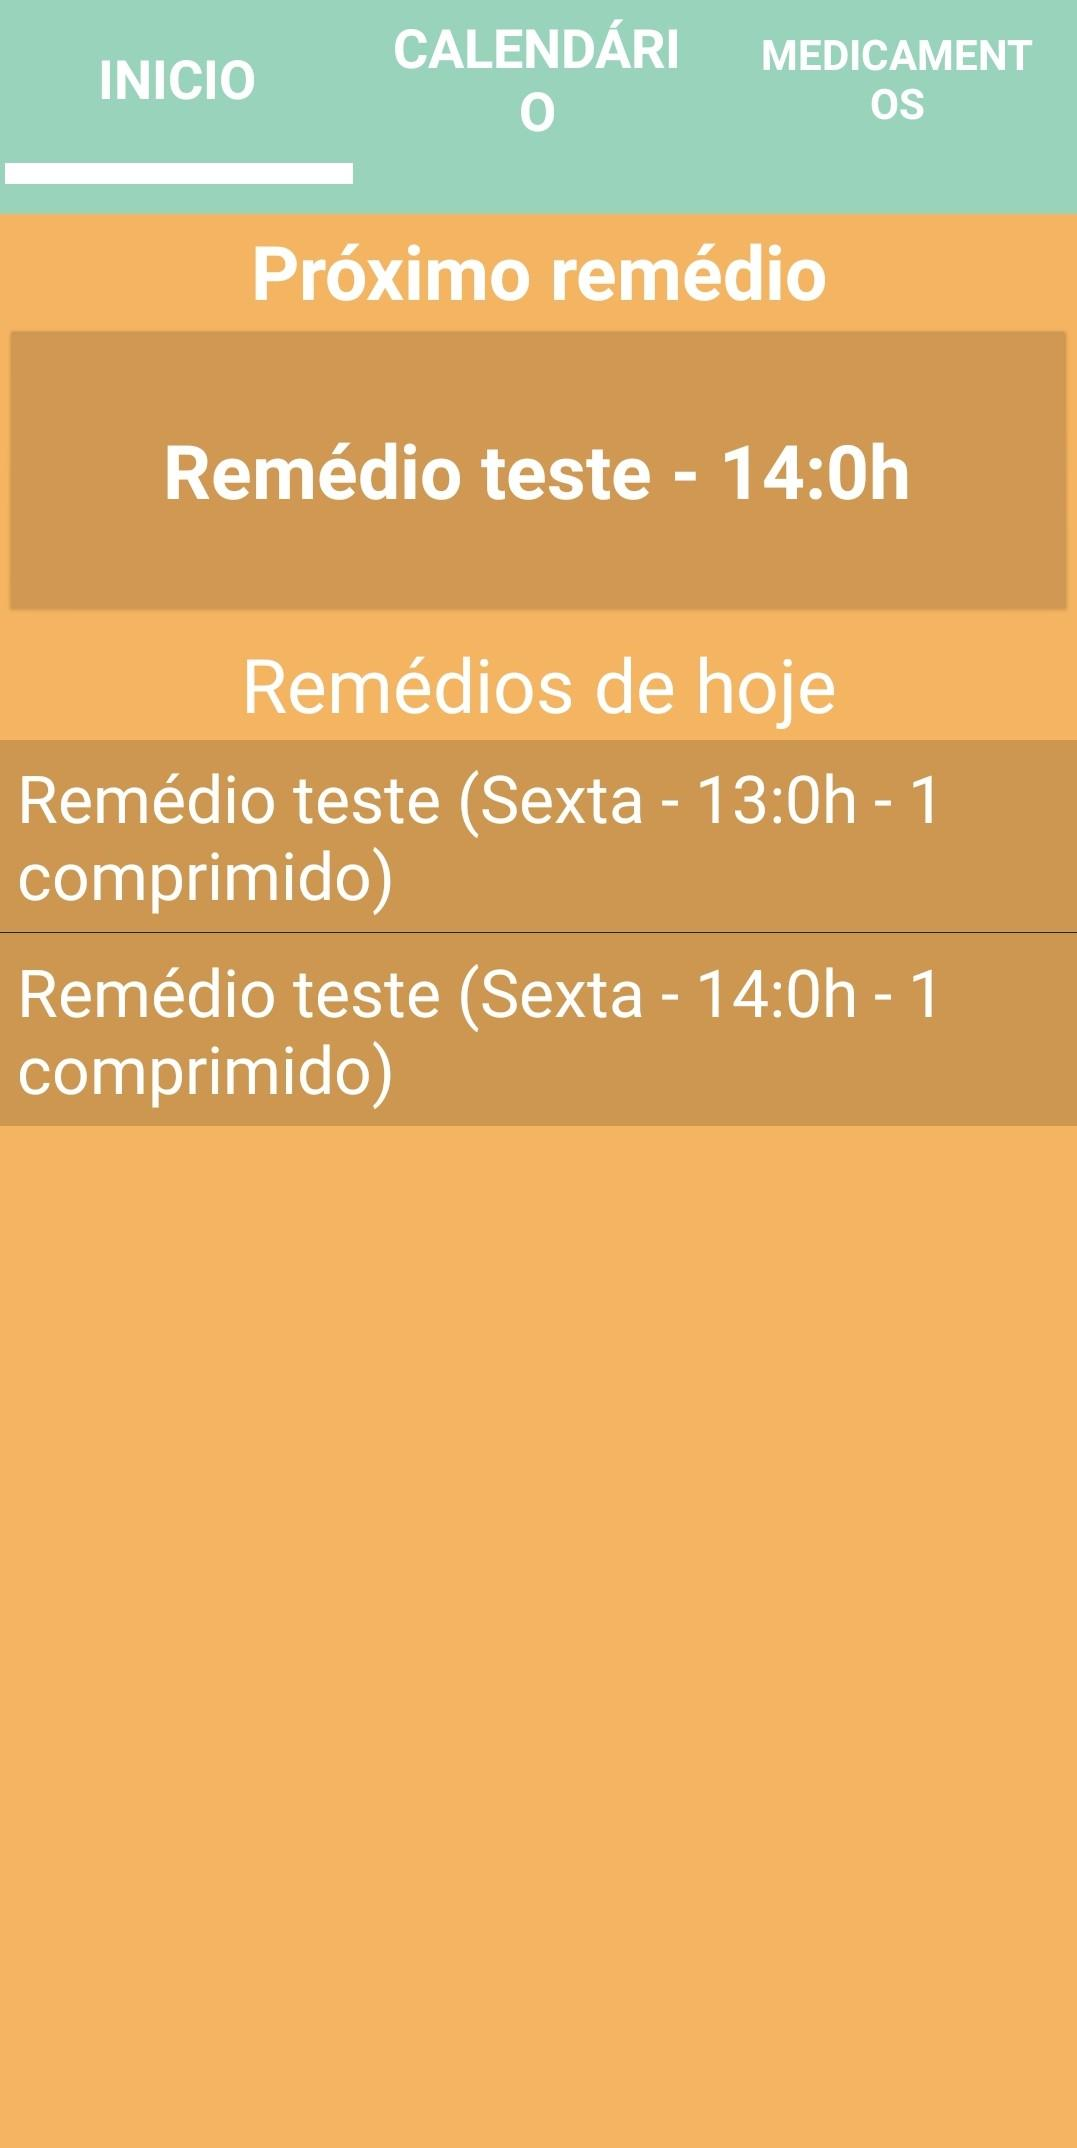 INICIO
CALENDÁRI
O
MEDICAMENT
OS
Próximo remédio
Remédio teste - 14:0h
Remédios de hoje
Remédio teste (Sexta - 13:0h - 1
comprimido)
Remédio teste (Sexta - 14:0h - 1
comprimido)